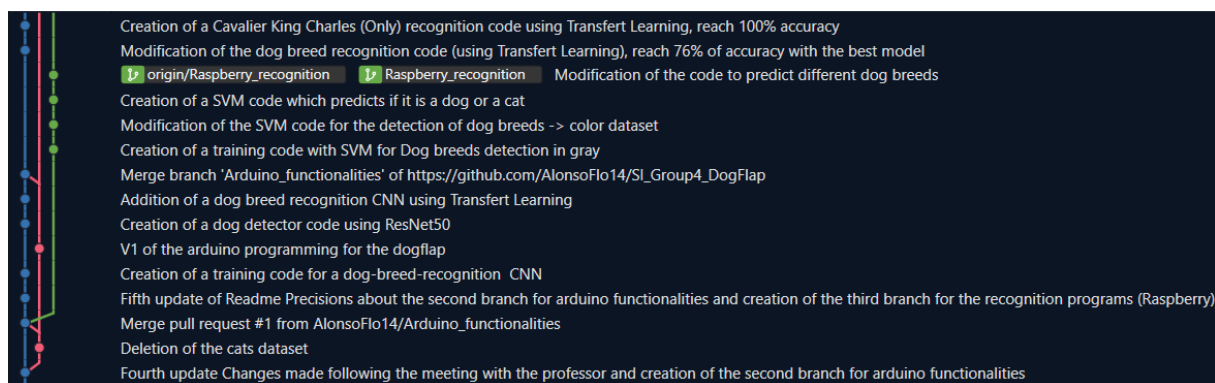 Creation of a Cavalier King Charles (Only) recognition code using Transfert Learning, reach 100% accuracy
Modification of the dog breed recognition code (using Transfert Learning), reach 76% of accuracy with the best model
origin/Raspberry_recognition Raspberry_recognition Modification of the code to predict different dog breeds
Creation of a SVM code which predicts if it is a dog or a cat
Modification of the SVM code for the detection of dog breeds -> color dataset
Creation of a training code with SVM for Dog breeds detection in gray
Merge branch 'Arduino_functionalities' of https://github.com/AlonsoFlo14/SI_Group4_DogFlap
Addition of a dog breed recognition CNN using Transfert Learning
Creation of a dog detector code using ResNet50
V1 of the arduino programming for the dogflap
Creation of a training code for a dog-breed-recognition CNN
Fifth update of Readme Precisions about the second branch for arduino functionalities and creation of the third branch for the recognition programs (Raspberry)
Merge pull request #1 from AlonsoFlo14/Arduino_functionalities
Deletion of the cats dataset
Fourth update Changes made following the meeting with the professor and creation of the second branch for arduino functionalities